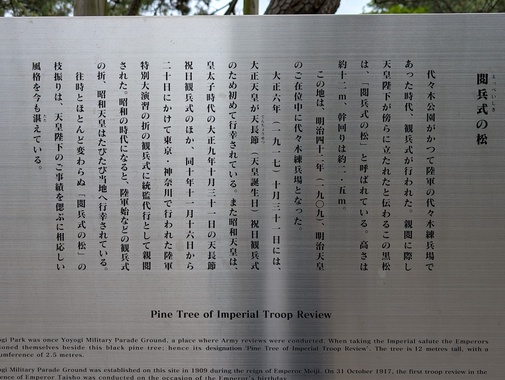 閲兵式の松
えっぺいしき
代々木公園がかつて陸軍の代々木練兵場で
あった時代、観兵式が行われた。親閲に際し
天皇陛下が傍らに立たれたと伝わるこの黒松
は、「閲兵式の松」と呼ばれている。高さは
約十二m、幹回りは約二・五m。
この地は、明治四十二年(一九〇九)、明治天皇
のご在位中に代々木練兵場となった。
大正六年(一九一七)十月三十一日には、
大正天皇が天長節(天皇誕生日)祝日観兵式
のため初めて行幸されている。また昭和天皇は、
皇太子時代の大正九年十月三十一日の天長節
祝日観兵式のほか、同十年十一月十六日から
二十日にかけて東京・神奈川で行われた陸軍
特別大演習の折の観兵式に統監代行として親閲
された。昭和の時代になると陸軍始などの観兵式
の折、昭和天皇はたびたび当地へ行幸されている。
往時とほとんど変わらぬ「閲兵式の松」の
枝振りは、天皇陛下のご事績を偲ぶに相応しい
風格を今も湛えている。
Pine Tree of Imperial Troop Review
ogi Park was once Yoyogi Military Parade Ground, a place where Army reviews were conducted. When taking the Imperial salute the Emperors
oned themselves beside this black pine tree; hence its designation 'Pine Tree of Imperial Troop Review'. The tree is 12 metres tall, with a
umference of 2.5 metres.
ogi Military Parade Ground was established on this site in 1909 during the reign of Emperor Meiji. On 31 October 1917, the first troop review in the
ence of Emperor Taisho was conducted on the occasion of the Emperor's birthday.